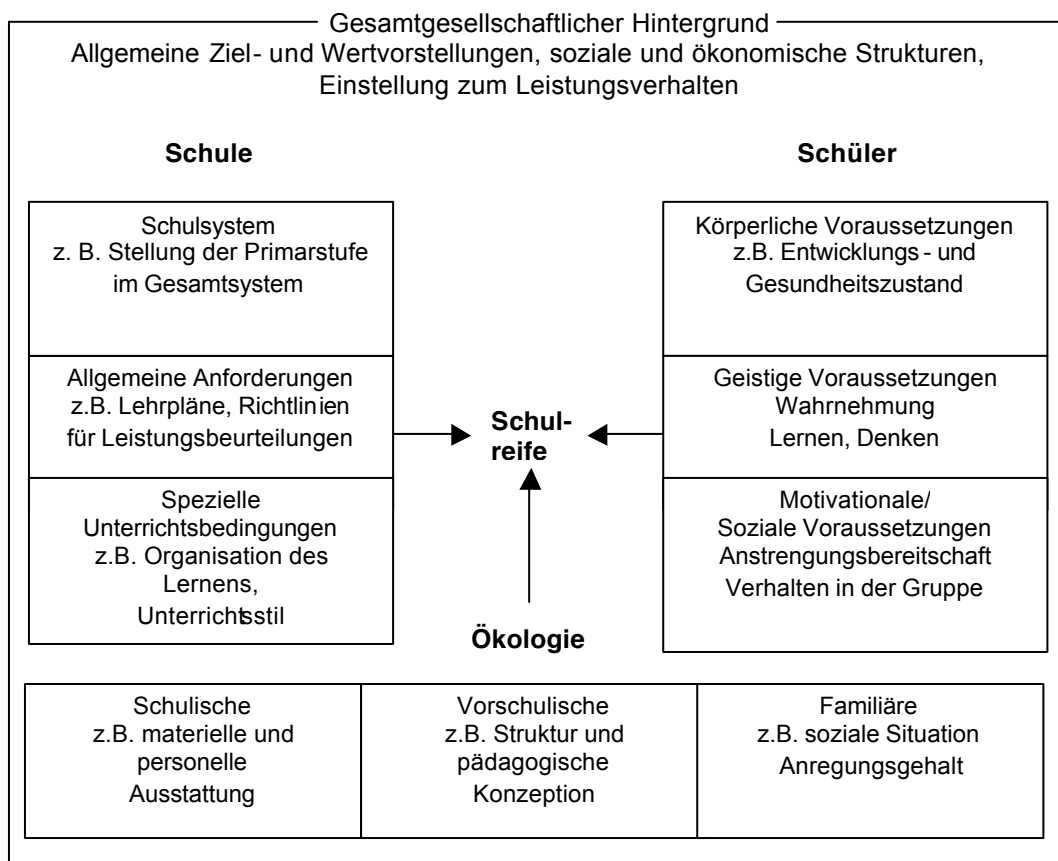 Gesamtgesellschaftlicher Hintergrund
Allgemeine Ziel- und Wertvorstellungen, soziale und ökonomische Strukturen,
Einstellung zum Leistungsverhalten
Schule
Schulsystem
z. B. Stellung der Primarstufe
im Gesamtsystem
Allgemeine Anforderungen
z.B. Lehrpläne, Richtlinien
für Leistungsbeurteilungen
Spezielle
Unterrichtsbedingungen
z.B. Organisation des
Lernens,
Unterrichtsstil
Schul-
reife
Schüler
Körperliche Voraussetzungen
z.B. Entwicklungs- und
Gesundheitszustand
Geistige Voraussetzungen
Wahrnehmung
Lernen, Denken
Motivationale/
Soziale Voraussetzungen
Anstrengungsbereitschaft
Verhalten in der Gruppe
Ökologie
Schulische
z.B. materielle und
personelle
Ausstattung
Vorschulische
z.B. Struktur und
pädagogische
Konzeption
Familiäre
z.B. soziale Situation
Anregungsgehalt